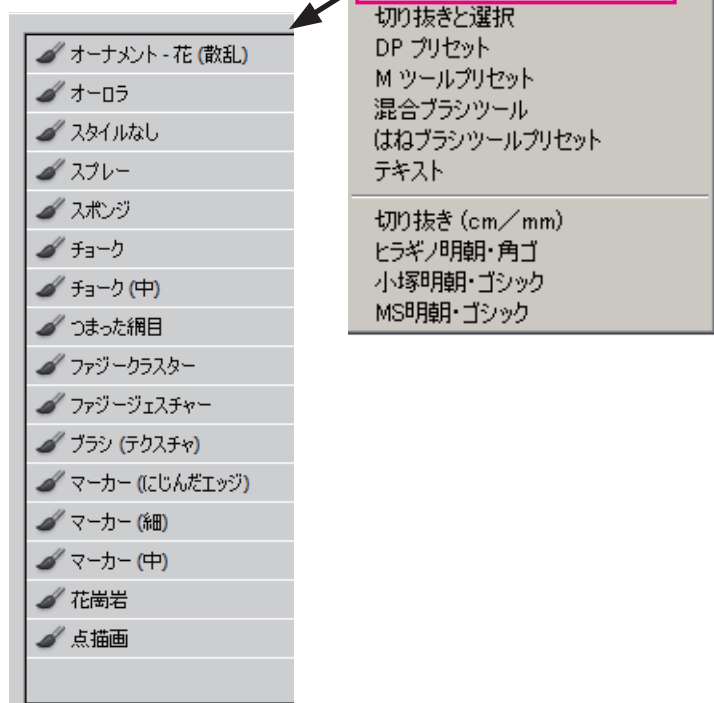 オーナメント - 花 (散乱)
オーロラ
スタイルなし
スプレー
スポンジ
チョーク
チョーク (中)
つまった網目
ファジークラスター
ファジージェスチャー
ブラシ (テクスチャ)
マーカー (にじんだエッジ)
マーカー (細)
マーカー (中)
花崗岩
点描画
切り抜きと選択
DP プリセット
M ツールプリセット
混合ブラシツール
はねブラシツールプリセット
テキスト
切り抜き (cm／mm)
ヒラギノ明朝・角ゴ
小塚明朝・ゴシック
MS明朝・ゴシック